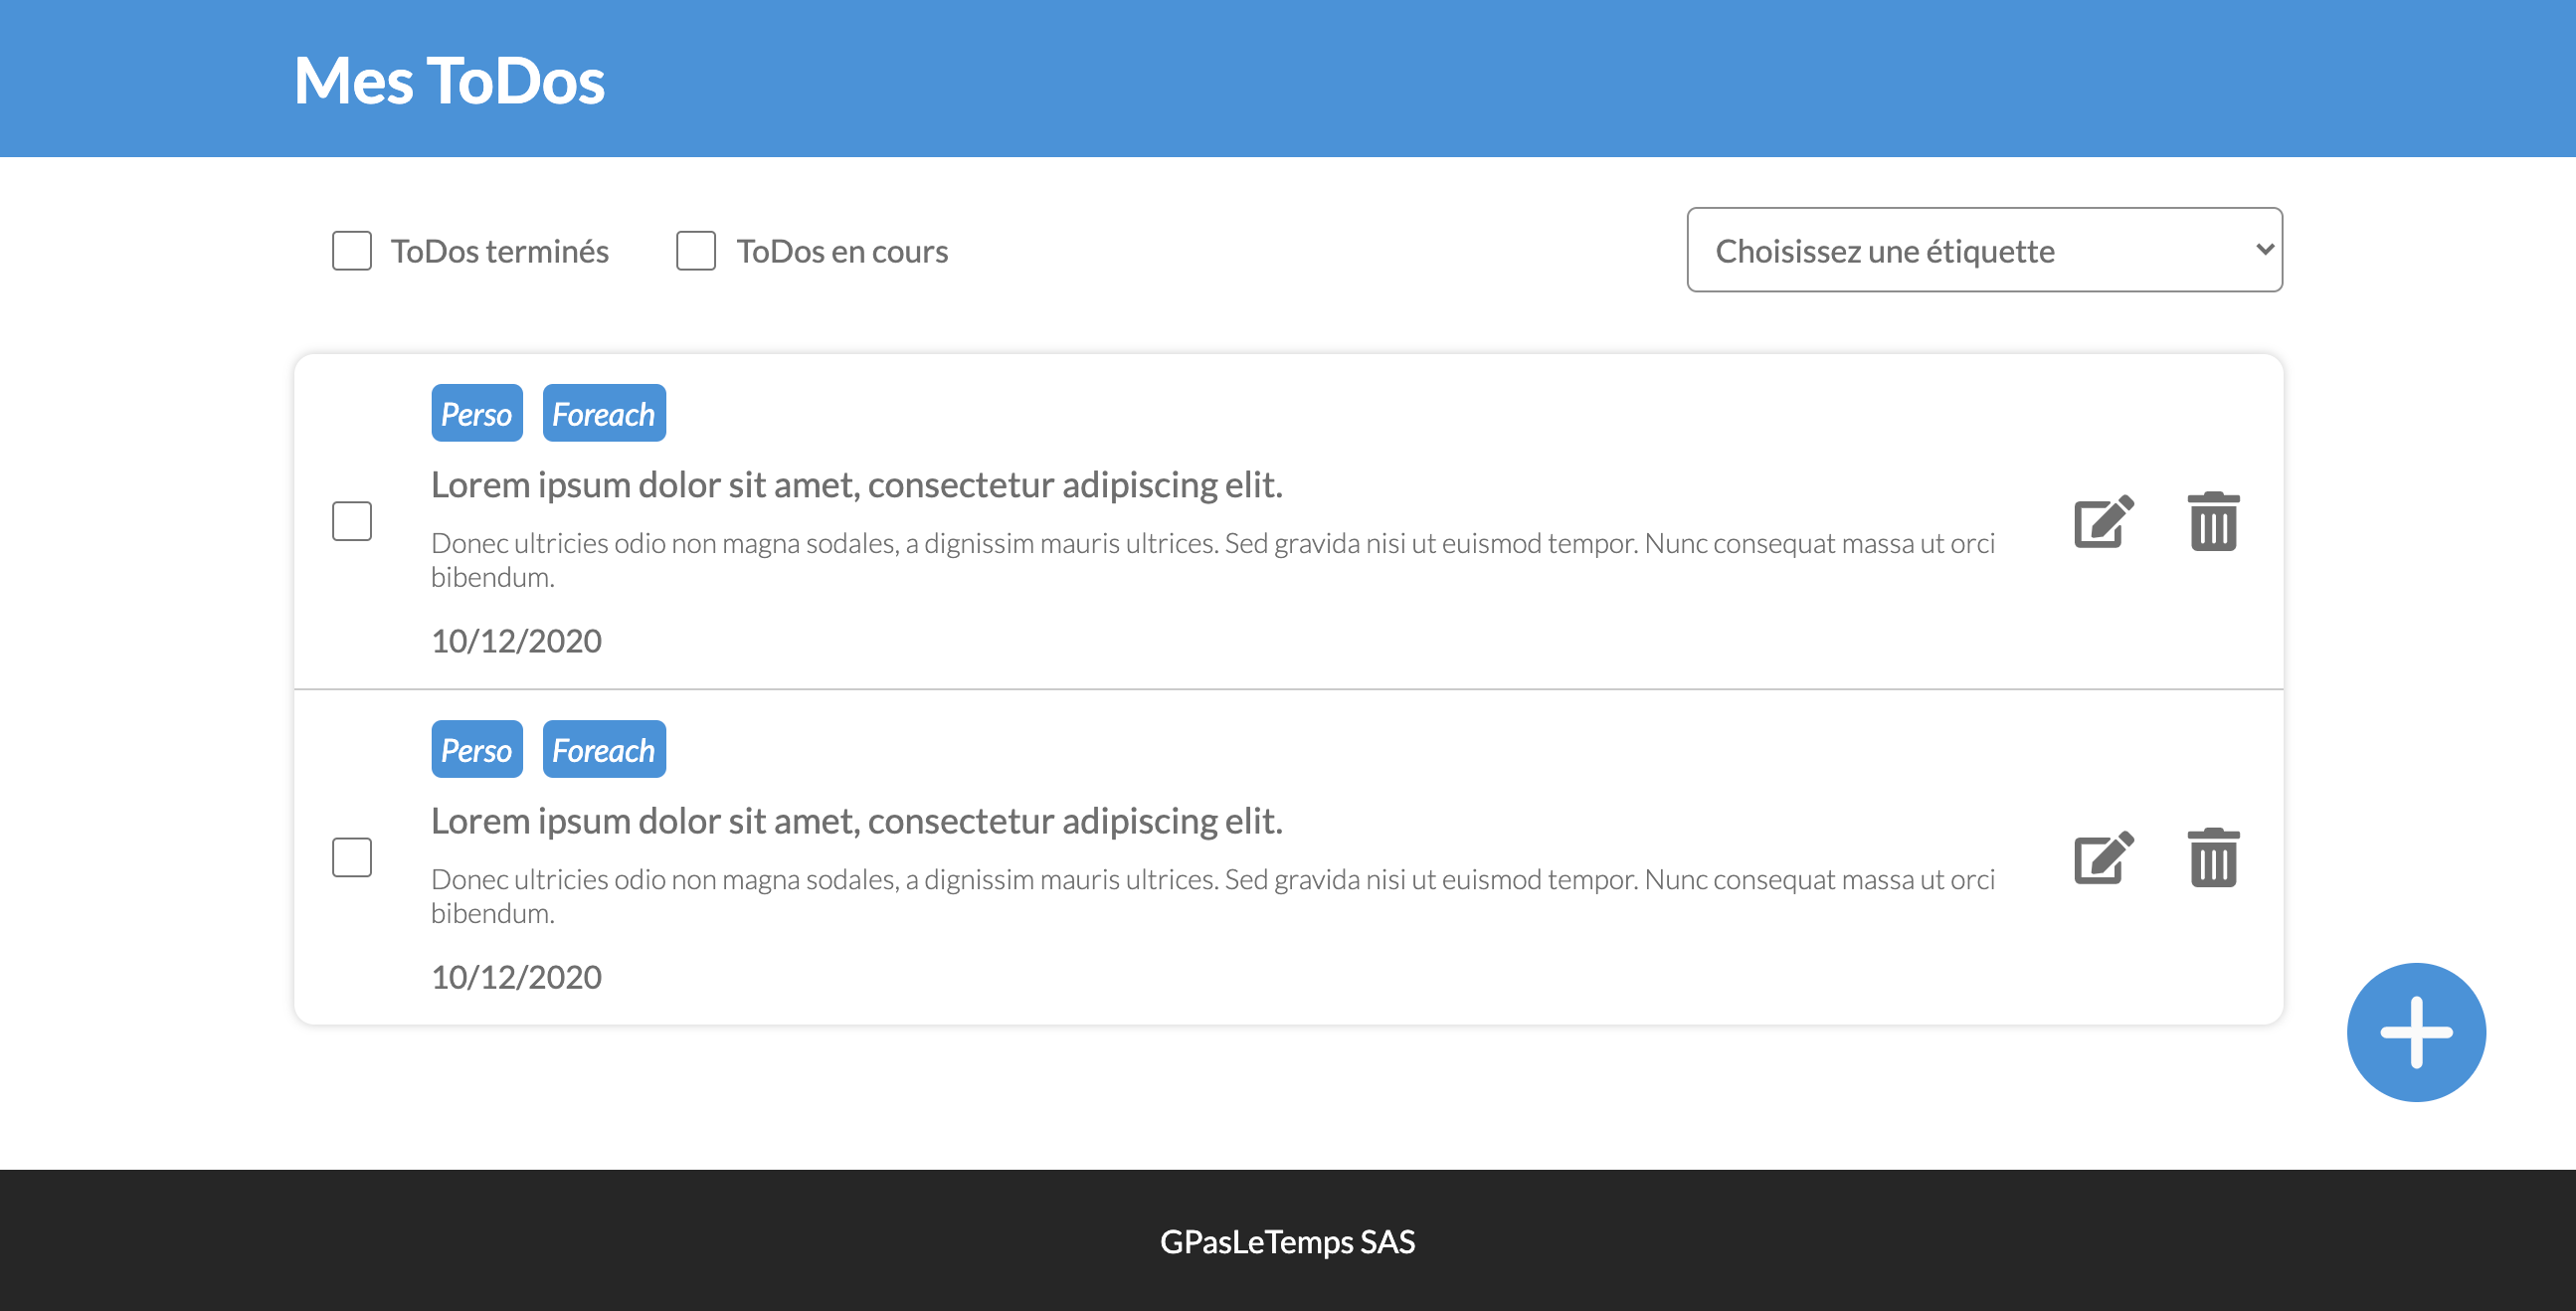 Mes ToDos
ToDos terminés
ToDos en cours
Choisissez une étiquette
Perso
Foreach
Lorem ipsum dolor sit amet, consectetur adipiscing elit.
Donec ultricies odio non magna sodales, a dignissim mauris ultrices. Sed gravida nisi ut euismod tempor. Nunc consequat massa ut orci
bibendum.
10/12/2020
Perso
Foreach
Lorem ipsum dolor sit amet, consectetur adipiscing elit.
Donec ultricies odio non magna sodales, a dignissim mauris ultrices. Sed gravida nisi ut euismod tempor. Nunc consequat massa ut orci
bibendum.
10/12/2020
GPasLeTemps SAS